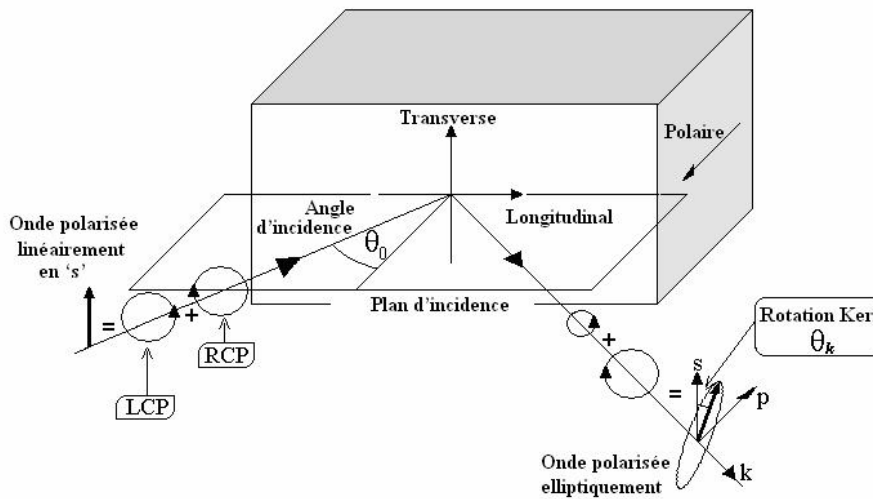 Transverse
Polaire
Onde polarisée
linéairement
en ‘s’
Angle
d’incidence
θ0
Longitudinal
Plan d’incidence
=
+
RCP
LCP
+
=
Rotation Kerr
θk
s
p
k
Onde polarisée
elliptiquement